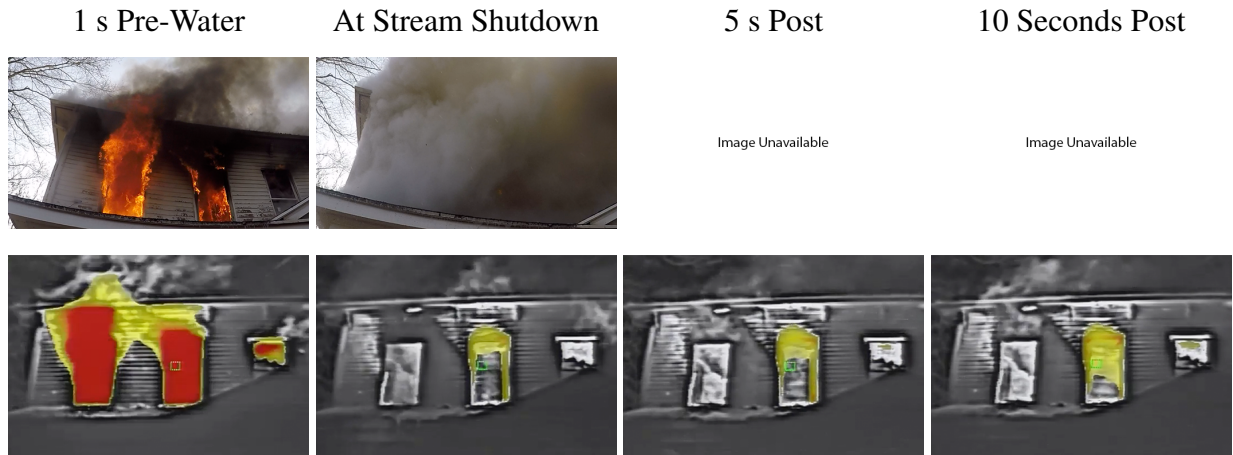 1 s Pre-Water
At Stream Shutdown
5 s Post
10 Seconds Post
Image Unavailable
Image Unavailable